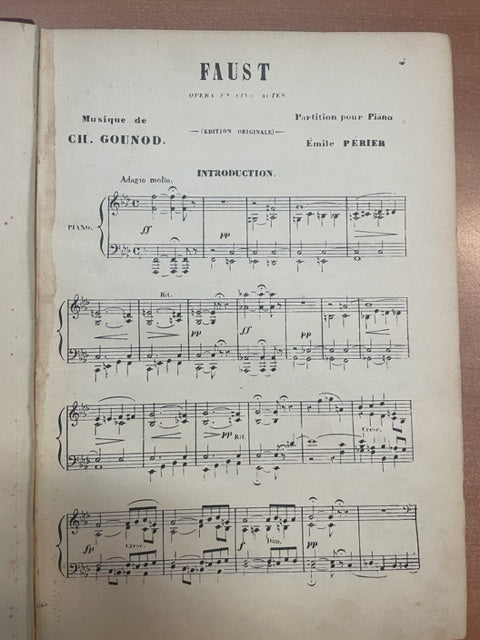 FAUST
OPERA EN CINQ ACTES
Musique de
Partition pour Piano
(EDITION ORIGINALE)
CH. GOUNOD.
Émile PÉRIER
INTRODUCTION.
Adagio molto.
PIANO.
ff
pp
Rit.
pp
ff
pp
pp
Rit.
Cresc.
fp
Cresc.
f
Dim.
pp